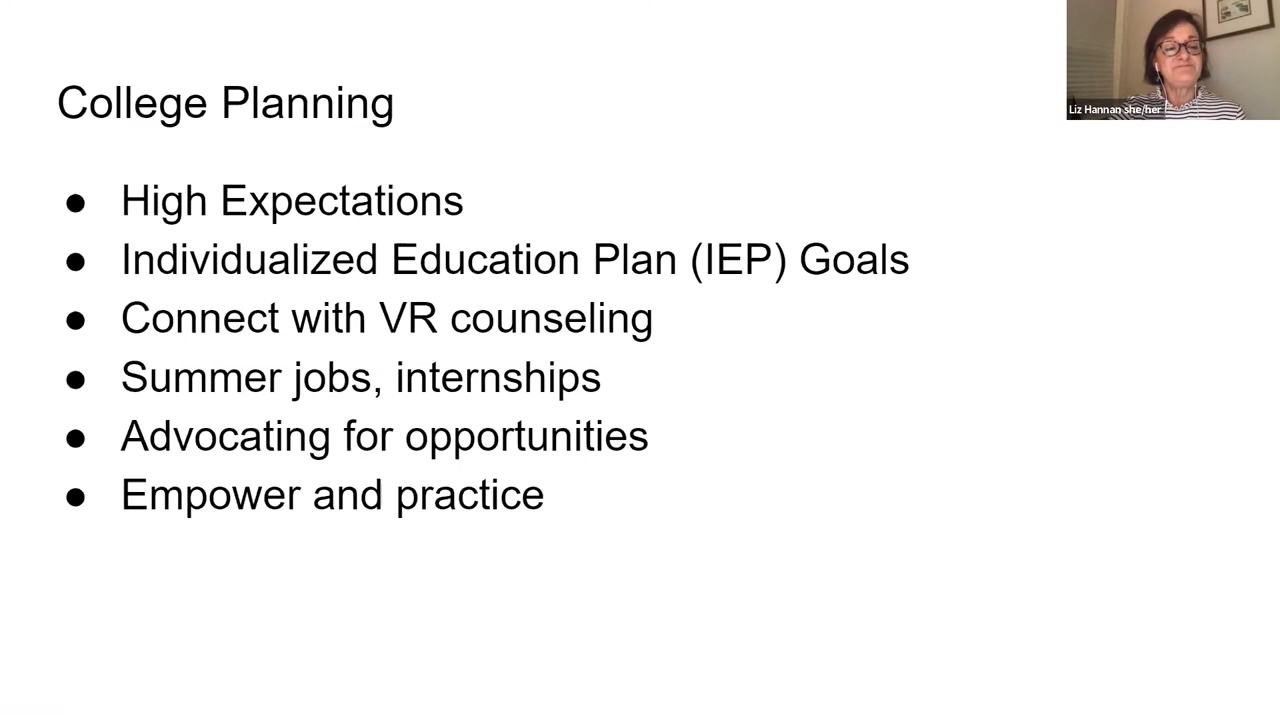 College Planning
● High Expectations
● Individualized Education Plan (IEP) Goals
● Connect with VR counseling
● Summer jobs, internships
● Advocating for opportunities
● Empower and practice
Liz Hannan she/her